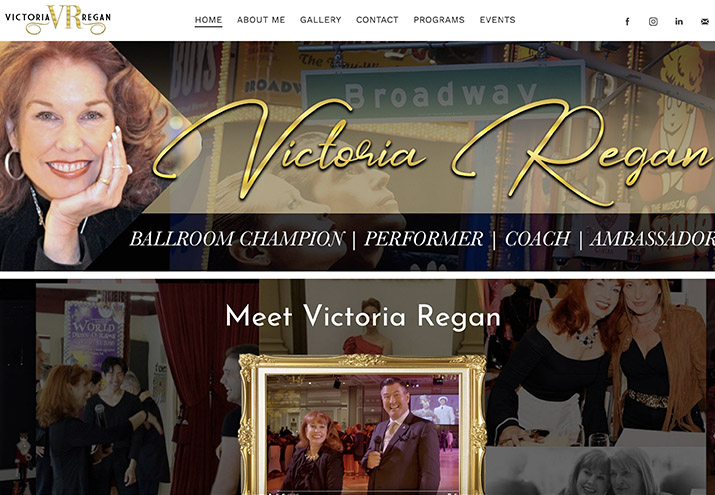 VICTORIA VR REGAN
HOME ABOUT ME GALLERY CONTACT PROGRAMS EVENTS
Broadway
Victoria Regan
BALLROOM CHAMPION | PERFORMER | COACH | AMBASSADOR
Meet Victoria Regan
WORLD